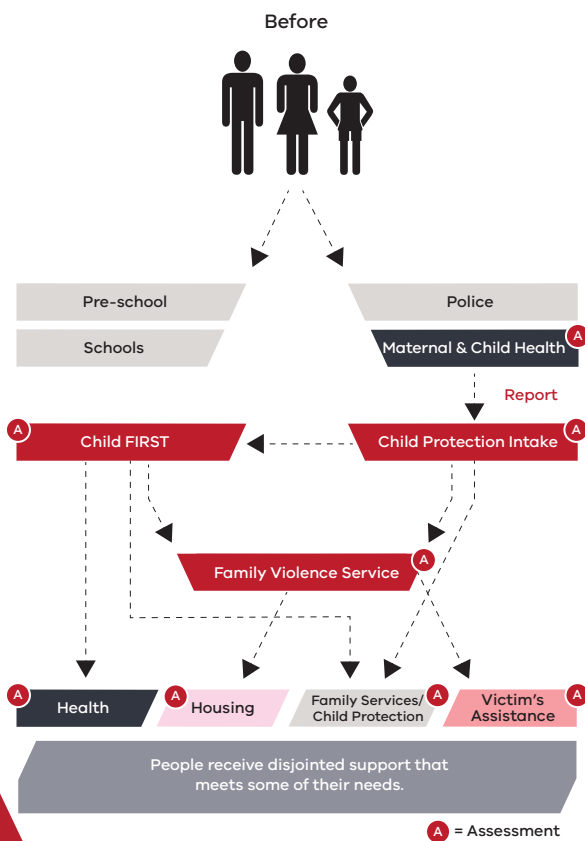 Before
Pre-school
Police
Schools
Maternal & Child Health
A
Report
A
Child FIRST
Child Protection Intake
A
Family Violence Service
A
A
Health
A
Housing
Family Services/
Child Protection
A
Victim's
Assistance
A
People receive disjointed support that
meets some of their needs.
A = Assessment